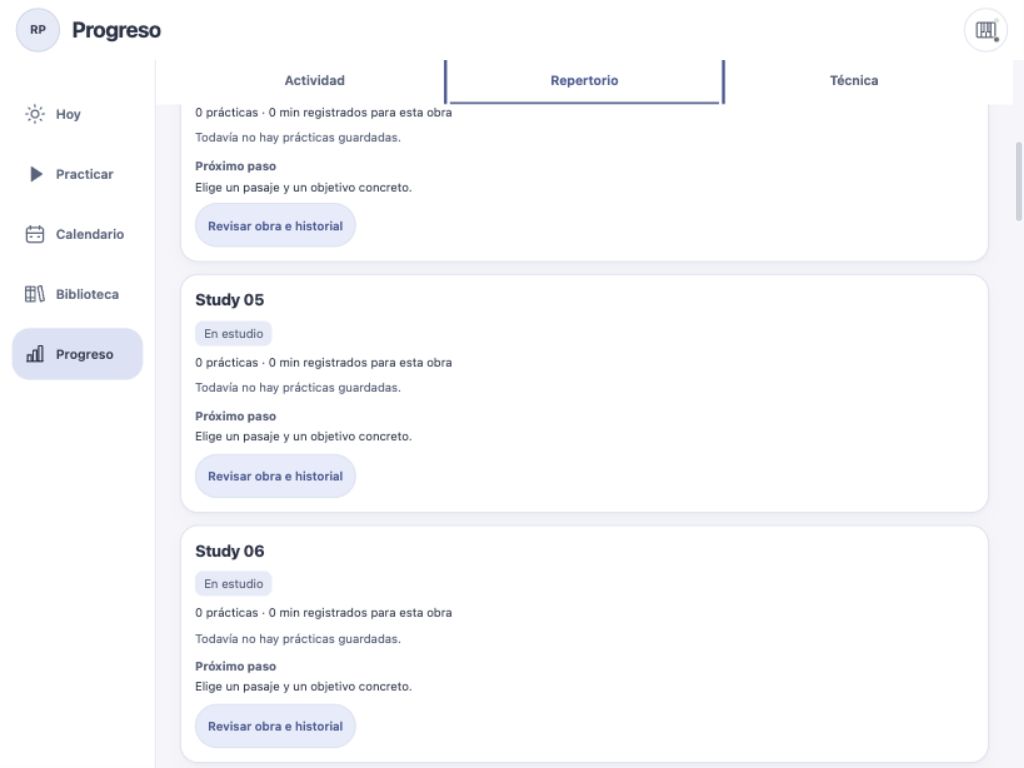 RP
Progreso
Hoy
Practicar
Calendario
Biblioteca
Progreso
Actividad
Repertorio
Técnica
0 prácticas · 0 min registrados para esta obra
Todavía no hay prácticas guardadas.
Próximo paso
Elige un pasaje y un objetivo concreto.
Revisar obra e historial
Study 05
En estudio
0 prácticas · 0 min registrados para esta obra
Todavía no hay prácticas guardadas.
Próximo paso
Elige un pasaje y un objetivo concreto.
Revisar obra e historial
Study 06
En estudio
0 prácticas · 0 min registrados para esta obra
Todavía no hay prácticas guardadas.
Próximo paso
Elige un pasaje y un objetivo concreto.
Revisar obra e historial